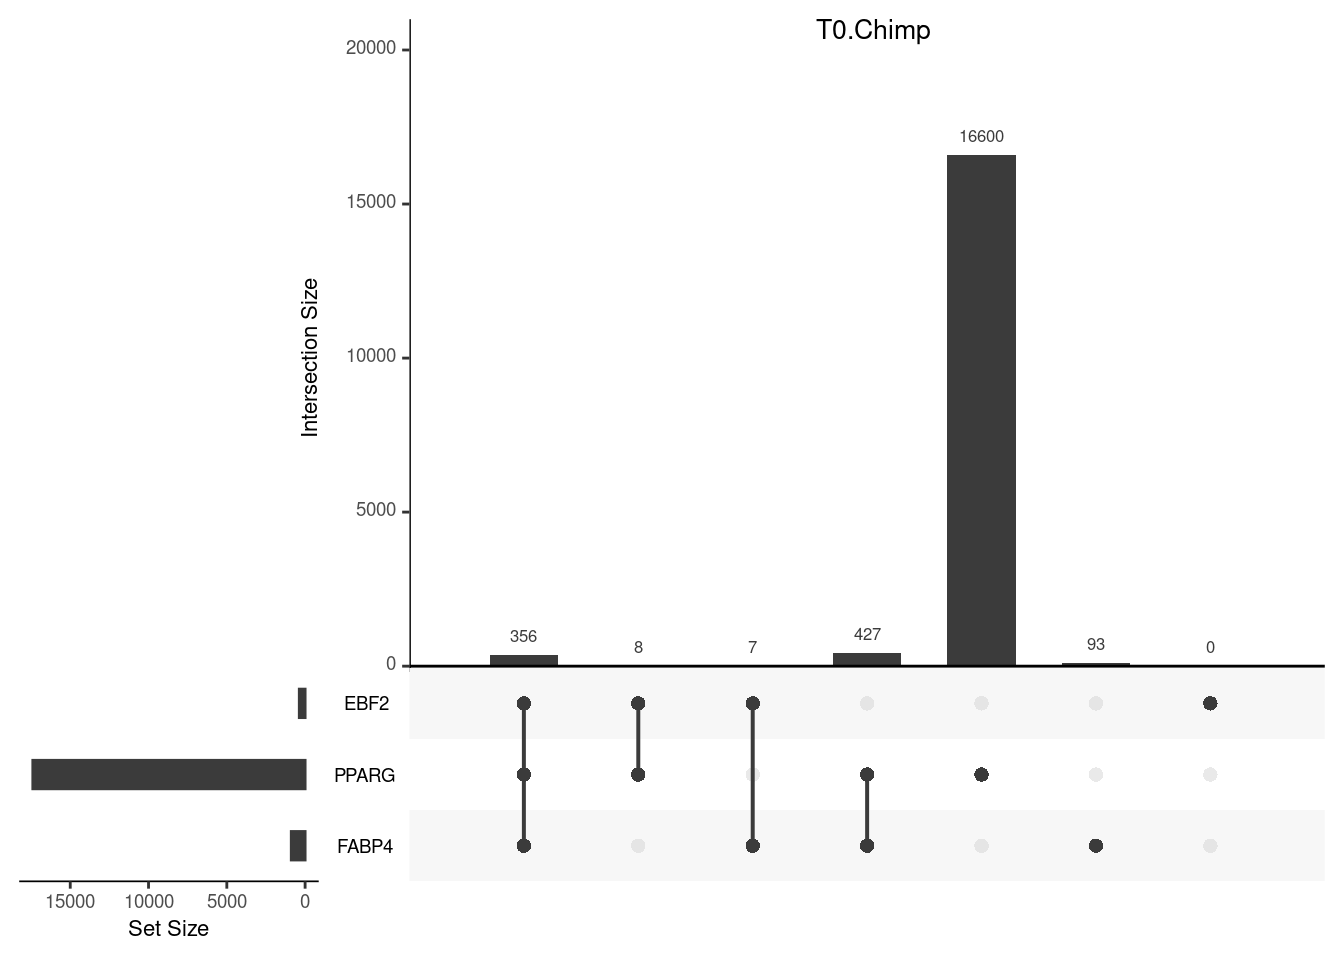 T0.Chimp
20000
16600
15000
Intersection Size
10000
5000
356
8
7
427
93
0
0
EBF2
PPARG
FABP4
15000 10000 5000 0
Set Size